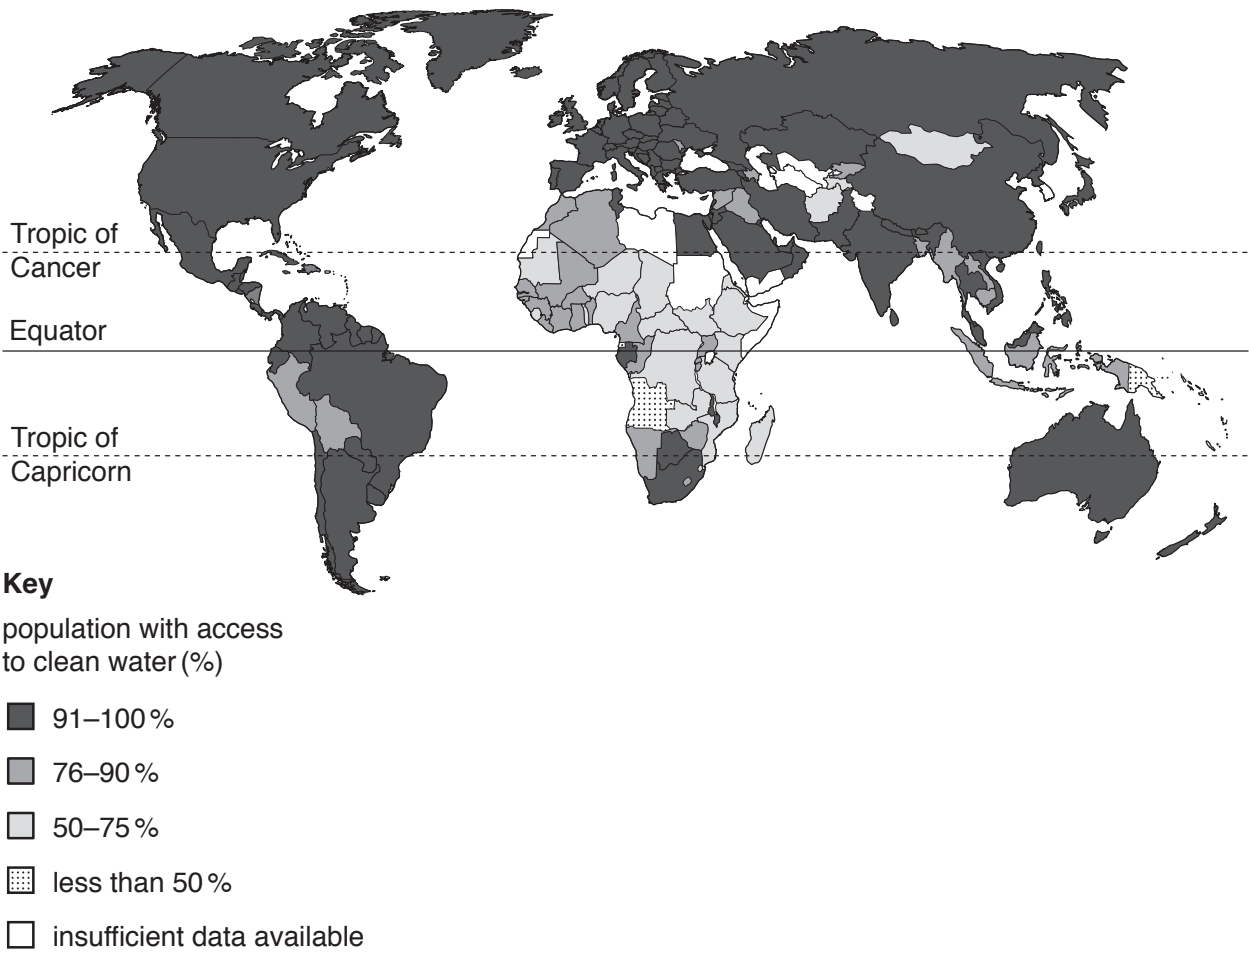 Tropic of
Cancer
Equator
Tropic of
Capricorn
Key
population with access
to clean water (%)
91–100 %
76–90 %
50–75 %
less than 50 %
insufficient data available